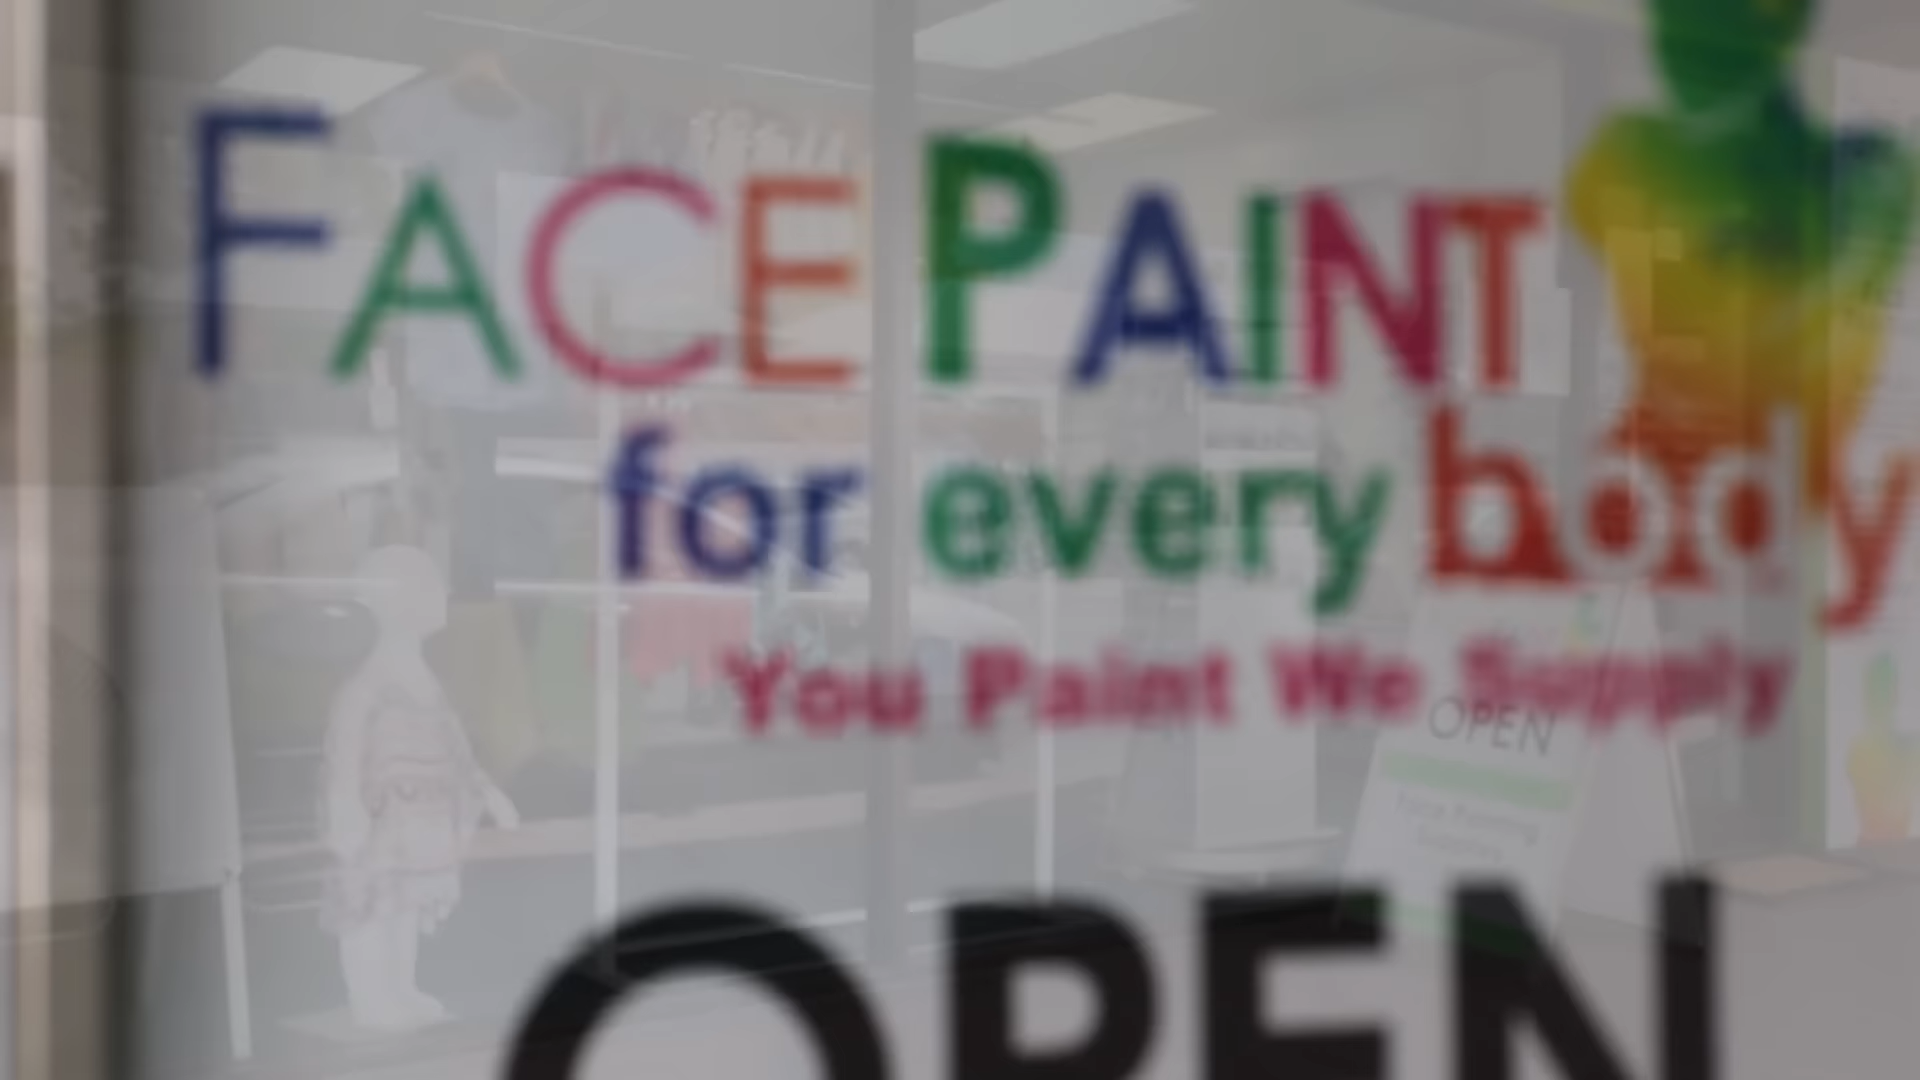 FACE PAINT
for every body
You Paint We Supply
OPEN
OPEN